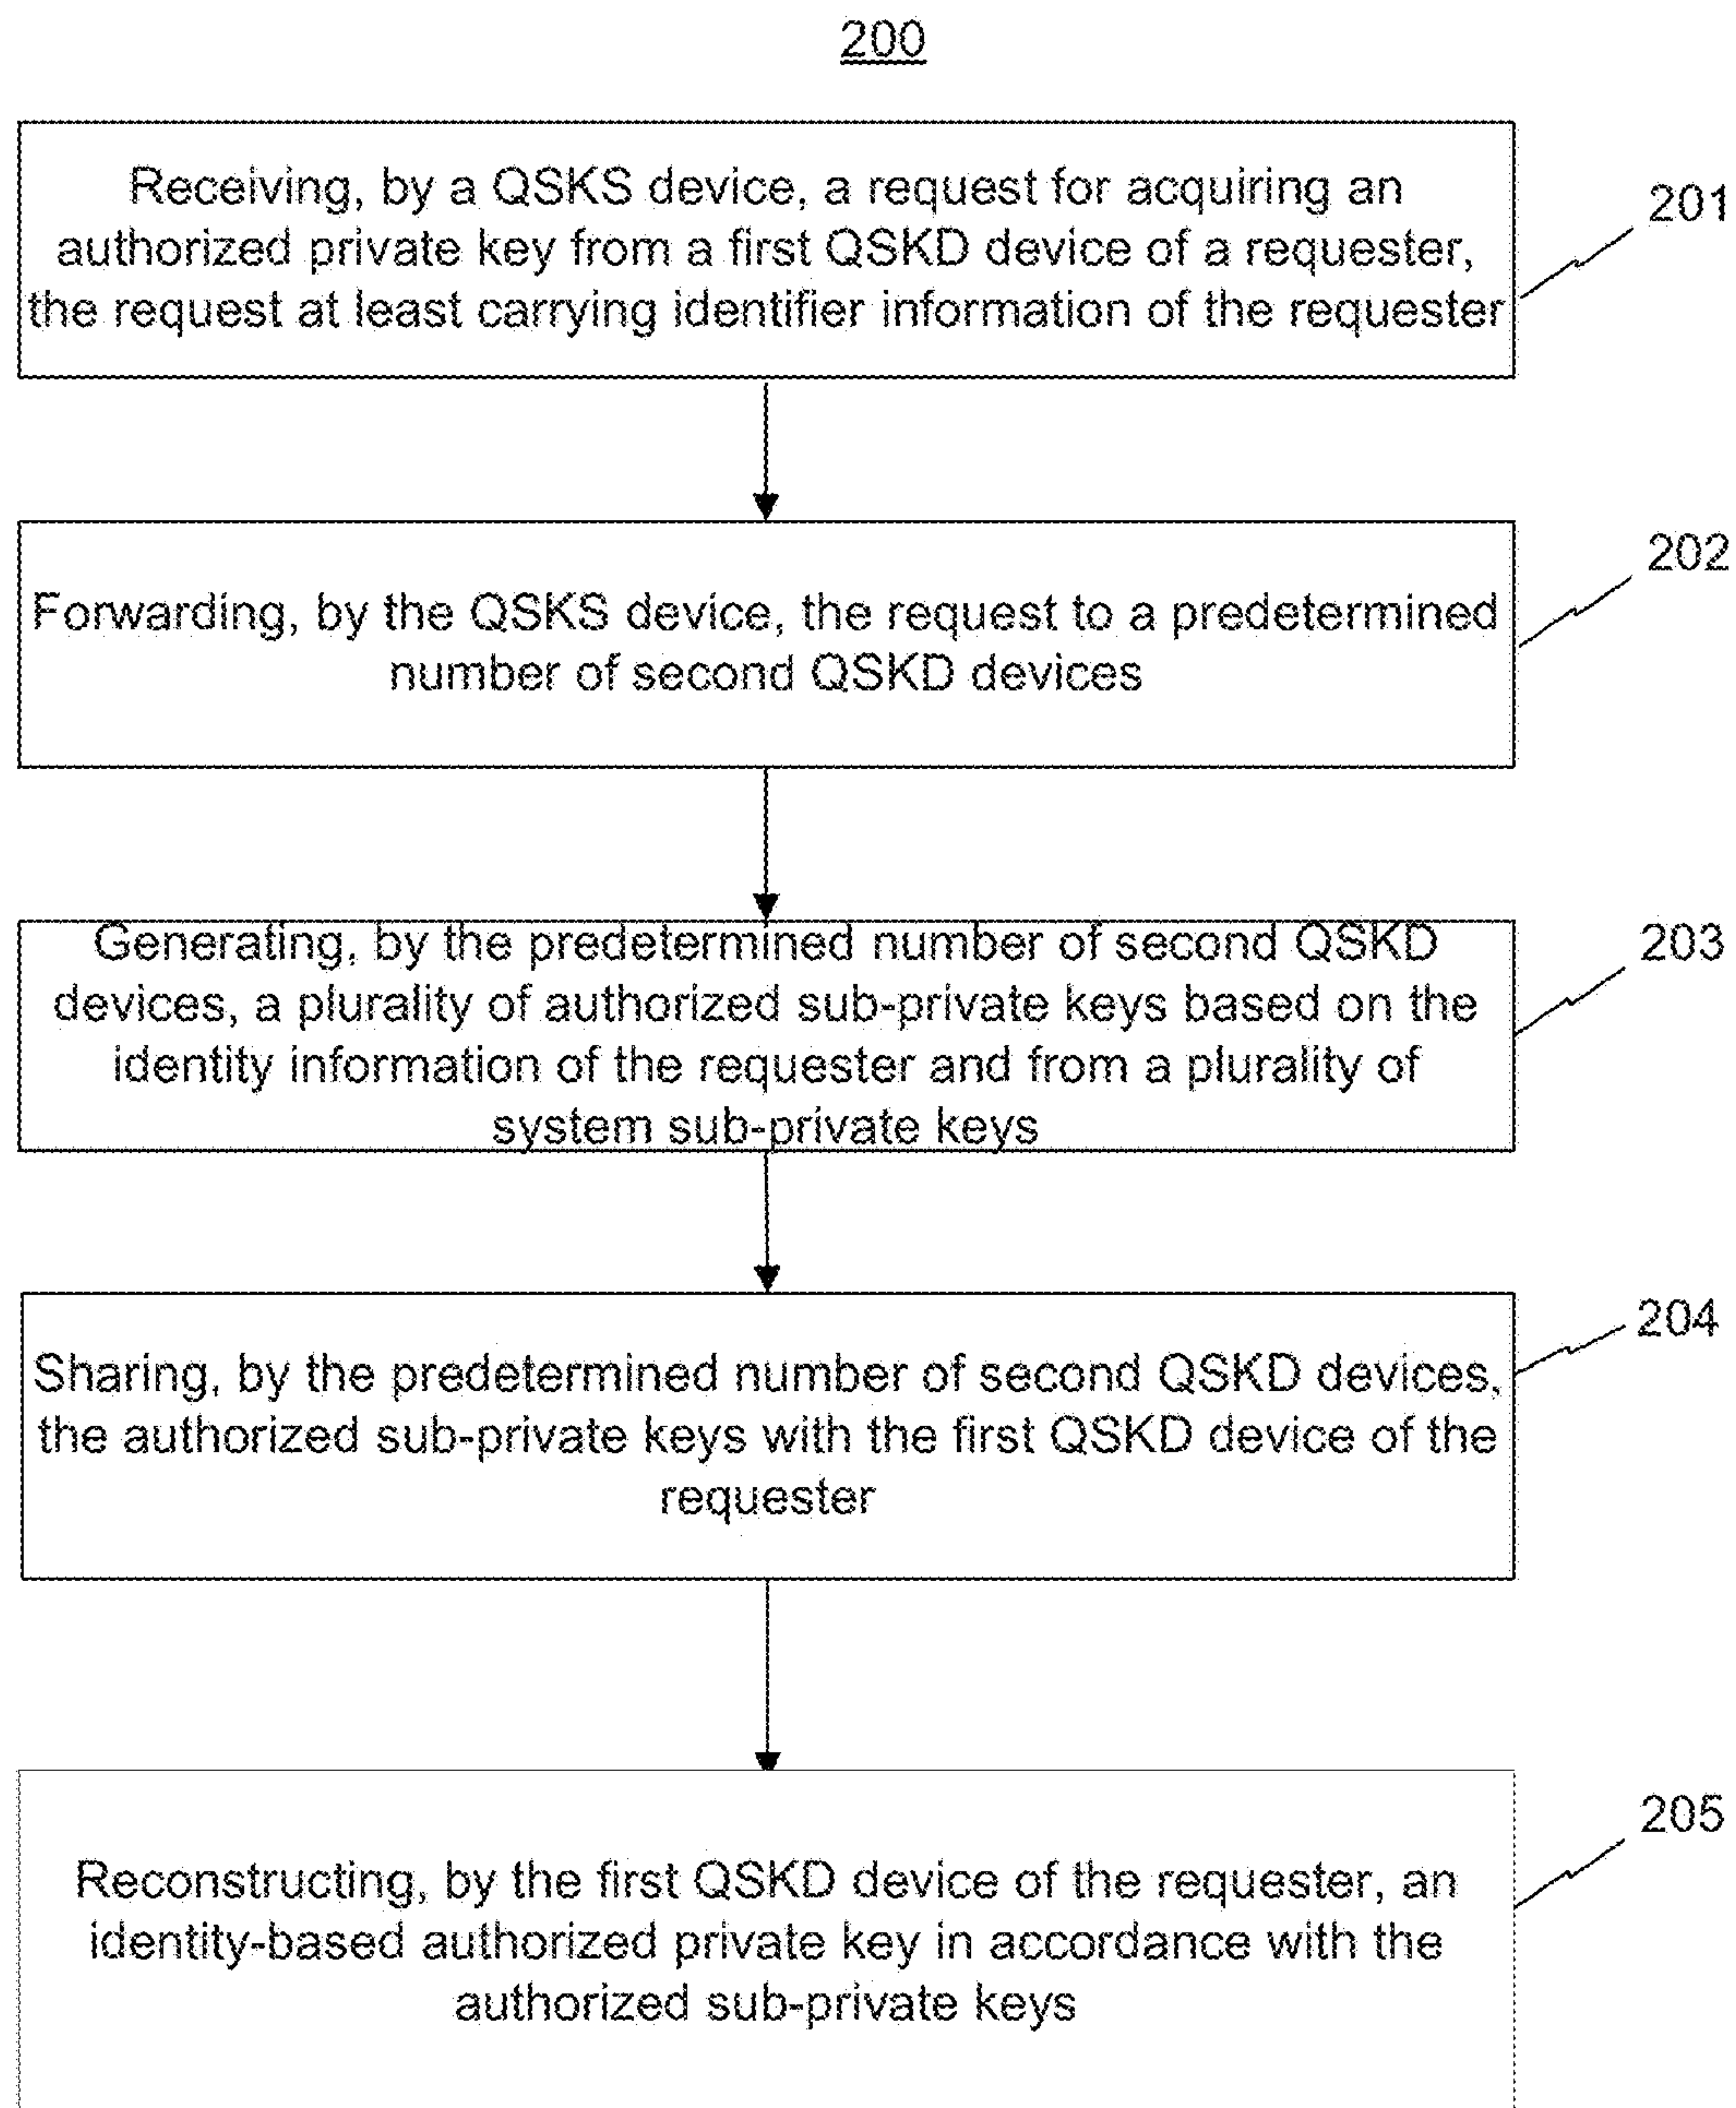 200
Receiving, by a QSKS device, a request for acquiring an
authorized private key from a first QSKD device of a requester,
the request at least carrying identifier information of the requester
201
Forwarding, by the QSKS device, the request to a predetermined
number of second QSKD devices
202
Generating, by the predetermined number of second QSKD
devices, a plurality of authorized sub-private keys based on the
identity information of the requester and from a plurality of
system sub-private keys
203
Sharing, by the predetermined number of second QSKD devices,
the authorized sub-private keys with the first QSKD device of the
requester
204
Reconstructing, by the first QSKD device of the requester, an
identity-based authorized private key in accordance with the
authorized sub-private keys
205